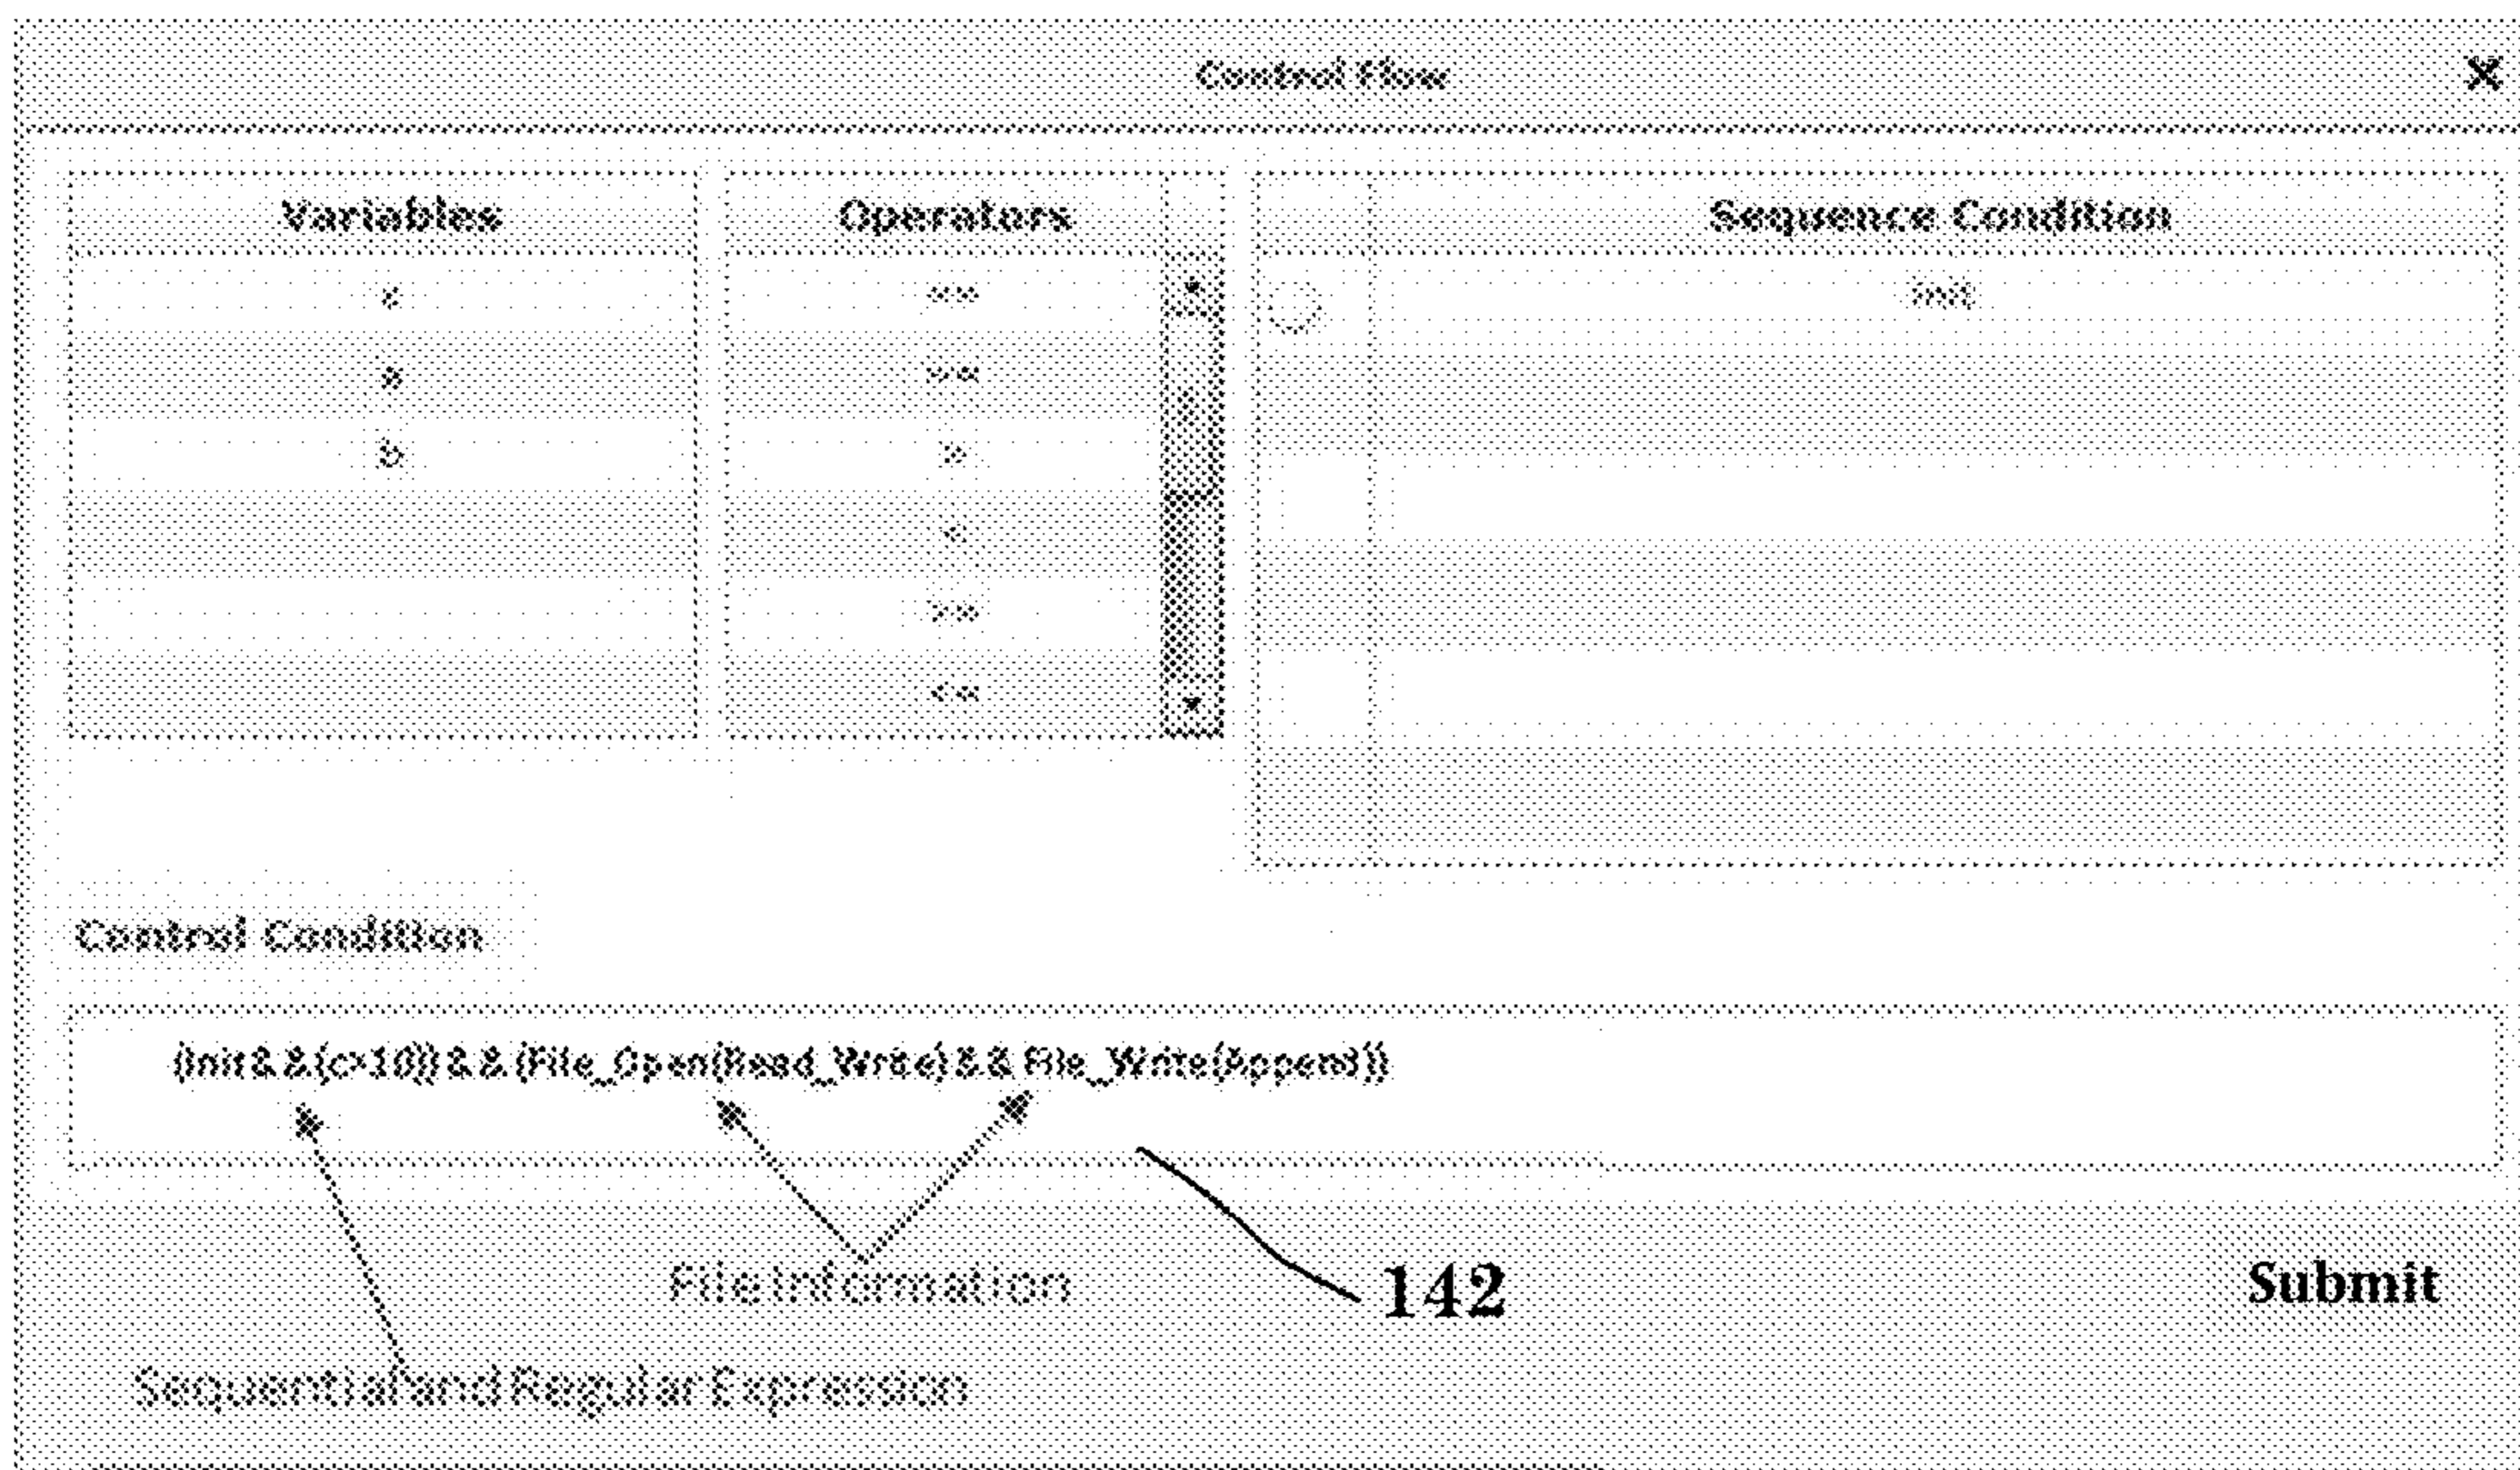 Control Flow X
Variables Operators Sequence Condition
c == init
a
b >
<
>=
<=
Control Condition
(init&&(c>10))&&(File_Open(Read_Write)&&File_Write(Append))
File Information
142
Submit
Sequential and Regular Expression